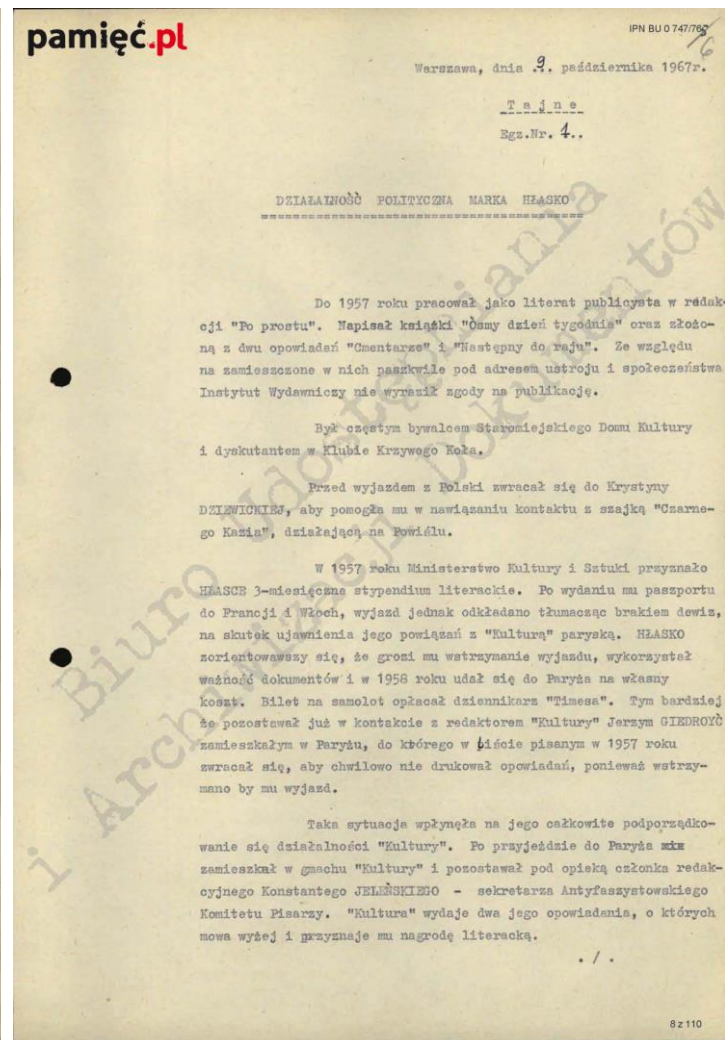 pamięć.pl
IPN BU 0 747/765
16
Warszawa, dnia 9. października 1967r.
T a j n e
Egz.Nr. 1..
DZIAŁALNOŚĆ POLITYCZNA MARKA HŁASKO
Do 1957 roku pracował jako literat publicysta w redak-
cji "Po prostu". Napisał książki "Ósmy dzień tygodnia" oraz złożo-
ną z dwu opowiadań "Cmentarze" i "Następny do raju". Ze względu
na zamieszczone w nich paszkwile pod adresem ustroju i społeczeństwa
Instytut Wydawniczy nie wyraził zgody na publikację.
Był częstym bywalcem Staromiejskiego Domu Kultury
i dyskutantem w Klubie Krzywego Koła.
Przed wyjazdem z Polski zwracał się do Krystyny
DZIEWICKIEJ, aby pomogła mu w nawiązaniu kontaktu z szajką "Czarne-
go Kazia", działającą na Powiślu.
W 1957 roku Ministerstwo Kultury i Sztuki przyznało
HŁASCE 3-miesięczne stypendium literackie. Po wydaniu mu paszportu
do Francji i Włoch, wyjazd jednak odkładano tłumacząc brakiem dewiz,
na skutek ujawnienia jego powiązań z "Kulturą" paryską. HŁASKO
zorientowawszy się, że grozi mu wstrzymanie wyjazdu, wykorzystał
ważność dokumentów i w 1958 roku udał się do Paryża na własny
koszt. Bilet na samolot opłacał dziennikarz "Timesa". Tym bardziej
że pozostawał już w kontakcie z redaktorem "Kultury" Jerzym GIEDROYĆ
zamieszkałym w Paryżu, do którego w liście pisanym w 1957 roku
zwracał się, aby chwilowo nie drukował opowiadań, ponieważ wstrzy-
mano by mu wyjazd.
Taka sytuacja wpłynęła na jego całkowite podporządko-
wanie się działalności "Kultury". Po przyjeździe do Paryża
zamieszkał w gmachu "Kultury" i pozostawał pod opieką członka redak-
cyjnego Konstantego JELEŃSKIEGO - sekretarza Antyfaszystowskiego
Komitetu Pisarzy. "Kultura" wydaje dwa jego opowiadania, o których
mowa wyżej i przyznaje mu nagrodę literacką.
. / .
Biuro Udostępniania
i Archiwizacji Dokumentów
8 z 110